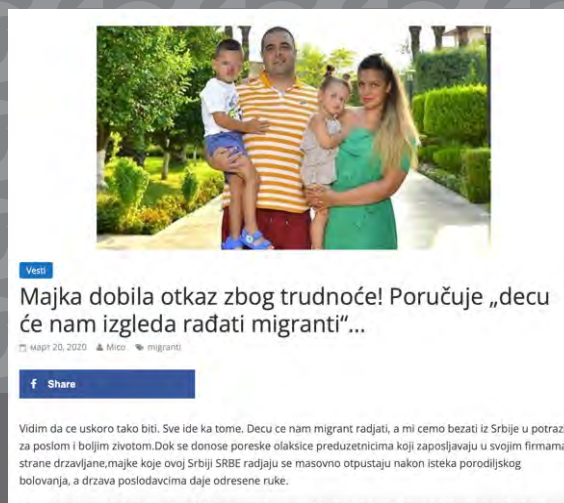 Vesti
Majka dobila otkaz zbog trudnoće! Poručuje „decu
će nam izgleda rađati migranti“...
март 20, 2020 Mico migranti
f Share
Vidim da ce uskoro tako biti. Sve ide ka tome. Decu ce nam migrant radjati, a mi cemo bezati iz Srbije u potrazi
za poslom i boljim zivotom.Dok se donose poreske olaksice preduzetnicima koji zaposljavaju u svojim firmama
strane drzavljane,majke koje ovoj Srbiji SRBE radjaju se masovno otpustaju nakon isteka porodiljskog
bolovanja, a drzava poslodavcima daje odresene ruke.